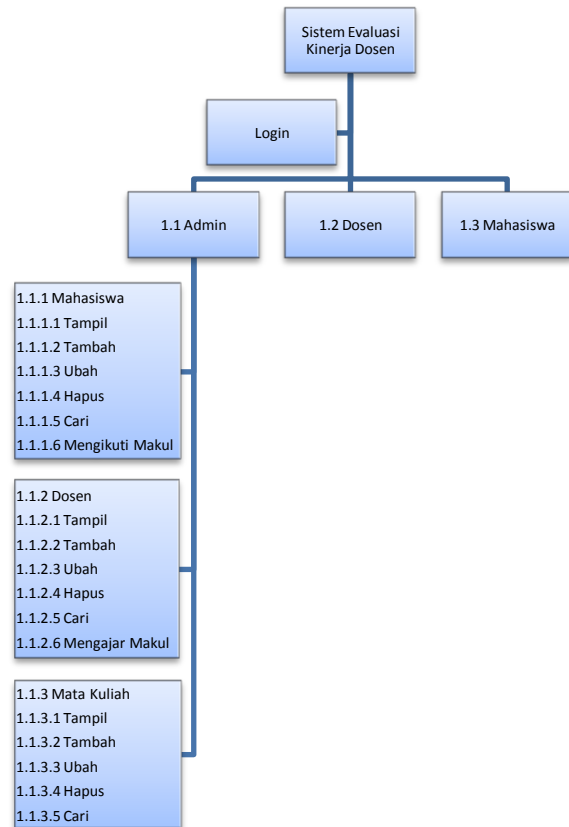 Sistem Evaluasi
Kinerja Dosen
Login
1.1 Admin
1.2 Dosen
1.3 Mahasiswa
1.1.1 Mahasiswa
1.1.1.1 Tampil
1.1.1.2 Tambah
1.1.1.3 Ubah
1.1.1.4 Hapus
1.1.1.5 Cari
1.1.1.6 Mengikuti Makul
1.1.2 Dosen
1.1.2.1 Tampil
1.1.2.2 Tambah
1.1.2.3 Ubah
1.1.2.4 Hapus
1.1.2.5 Cari
1.1.2.6 Mengajar Makul
1.1.3 Mata Kuliah
1.1.3.1 Tampil
1.1.3.2 Tambah
1.1.3.3 Ubah
1.1.3.4 Hapus
1.1.3.5 Cari